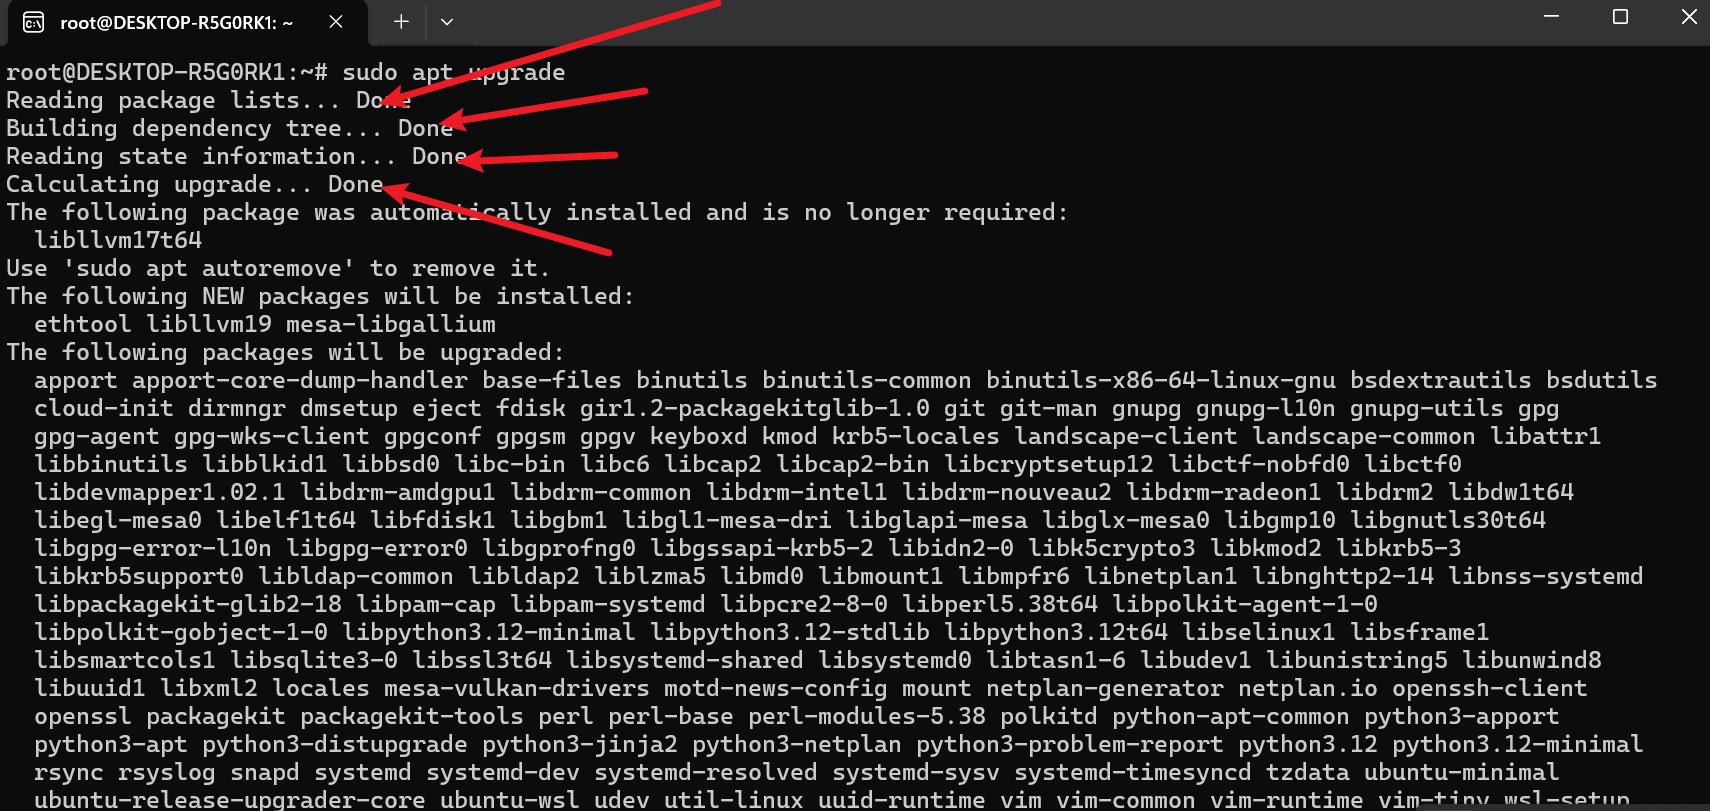 root@DESKTOP-R5G0RK1: ~
root@DESKTOP-R5G0RK1:~# sudo apt upgrade
Reading package lists... Done
Building dependency tree... Done
Reading state information... Done
Calculating upgrade... Done
The following package was automatically installed and is no longer required:
  libllvm17t64
Use 'sudo apt autoremove' to remove it.
The following NEW packages will be installed:
  ethtool libllvm19 mesa-libgallium
The following packages will be upgraded:
  apport apport-core-dump-handler base-files binutils binutils-common binutils-x86-64-linux-gnu bsdextrautils bsdutils
  cloud-init dirmngr dmsetup eject fdisk gir1.2-packagekitglib-1.0 git git-man gnupg gnupg-l10n gnupg-utils gpg
  gpg-agent gpg-wks-client gpgconf gpgsm gpgv keyboxd kmod krb5-locales landscape-client landscape-common libattr1
  libbinutils libblkid1 libbsd0 libc-bin libc6 libcap2 libcap2-bin libcryptsetup12 libctf-nobfd0 libctf0
  libdevmapper1.02.1 libdrm-amdgpu1 libdrm-common libdrm-intel1 libdrm-nouveau2 libdrm-radeon1 libdrm2 libdw1t64
  libegl-mesa0 libelf1t64 libfdisk1 libgbm1 libgl1-mesa-dri libglapi-mesa libglx-mesa0 libgmp10 libgnutls30t64
  libgpg-error-l10n libgpg-error0 libgprofng0 libgssapi-krb5-2 libidn2-0 libk5crypto3 libkmod2 libkrb5-3
  libkrb5support0 libldap-common libldap2 liblzma5 libmd0 libmount1 libmpfr6 libnetplan1 libnghttp2-14 libnss-systemd
  libpackagekit-glib2-18 libpam-cap libpam-systemd libpcre2-8-0 libperl5.38t64 libpolkit-agent-1-0
  libpolkit-gobject-1-0 libpython3.12-minimal libpython3.12-stdlib libpython3.12t64 libselinux1 libsframe1
  libsmartcols1 libsqlite3-0 libssl3t64 libsystemd-shared libsystemd0 libtasn1-6 libudev1 libunistring5 libunwind8
  libuuid1 libxml2 locales mesa-vulkan-drivers motd-news-config mount netplan-generator netplan.io openssh-client
  openssl packagekit packagekit-tools perl perl-base perl-modules-5.38 polkitd python-apt-common python3-apport
  python3-apt python3-distupgrade python3-jinja2 python3-netplan python3-problem-report python3.12 python3.12-minimal
  rsync rsyslog snapd systemd systemd-dev systemd-resolved systemd-sysv systemd-timesyncd tzdata ubuntu-minimal
  ubuntu-release-upgrader-core ubuntu-wsl udev util-linux uuid-runtime vim vim-common vim-runtime vim-tiny wsl-setup